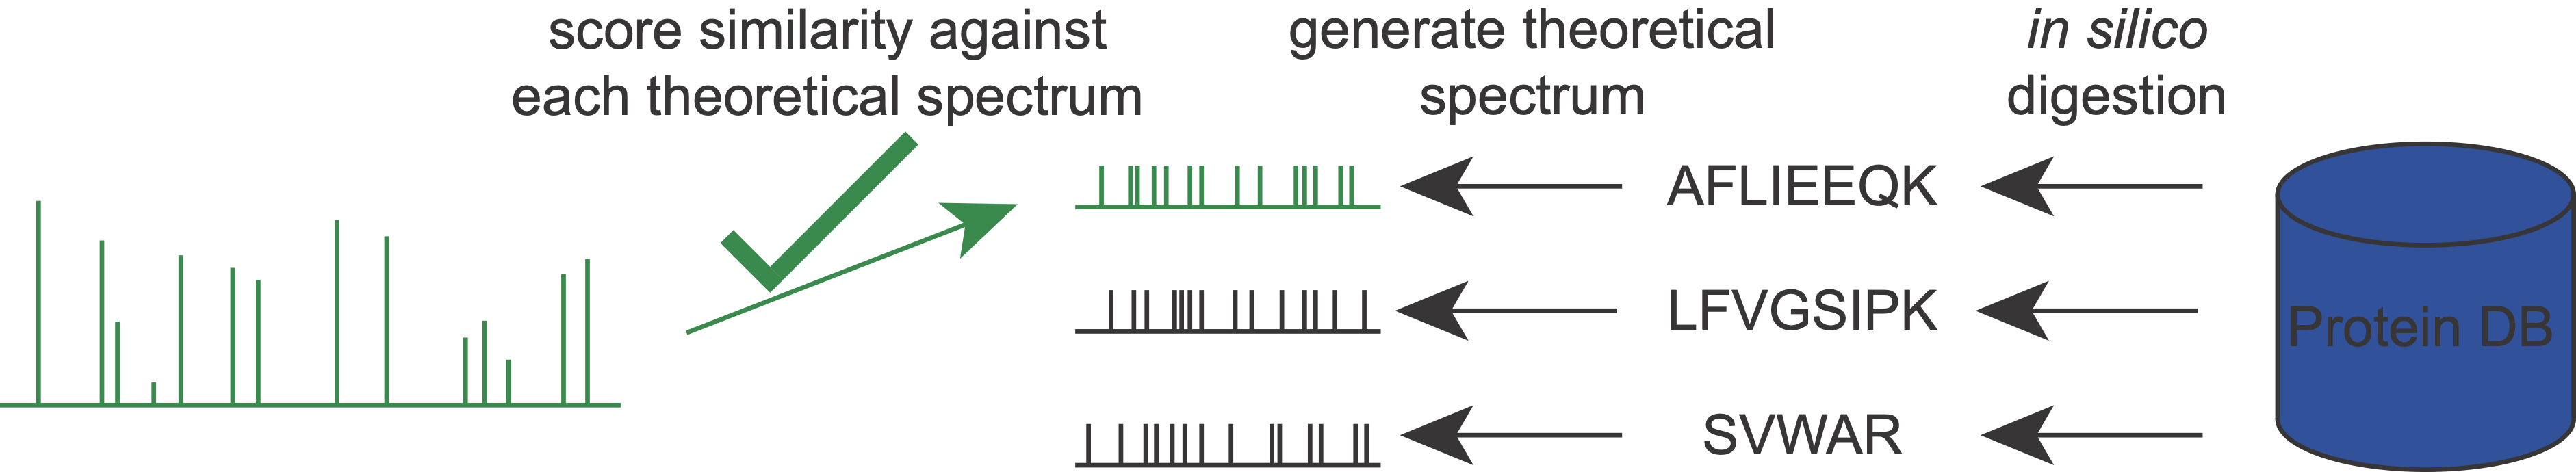 score similarity against
each theoretical spectrum
generate theoretical
spectrum
in silico
digestion
AFLIEEQK
LFVGSIPK
SVWAR
Protein DB